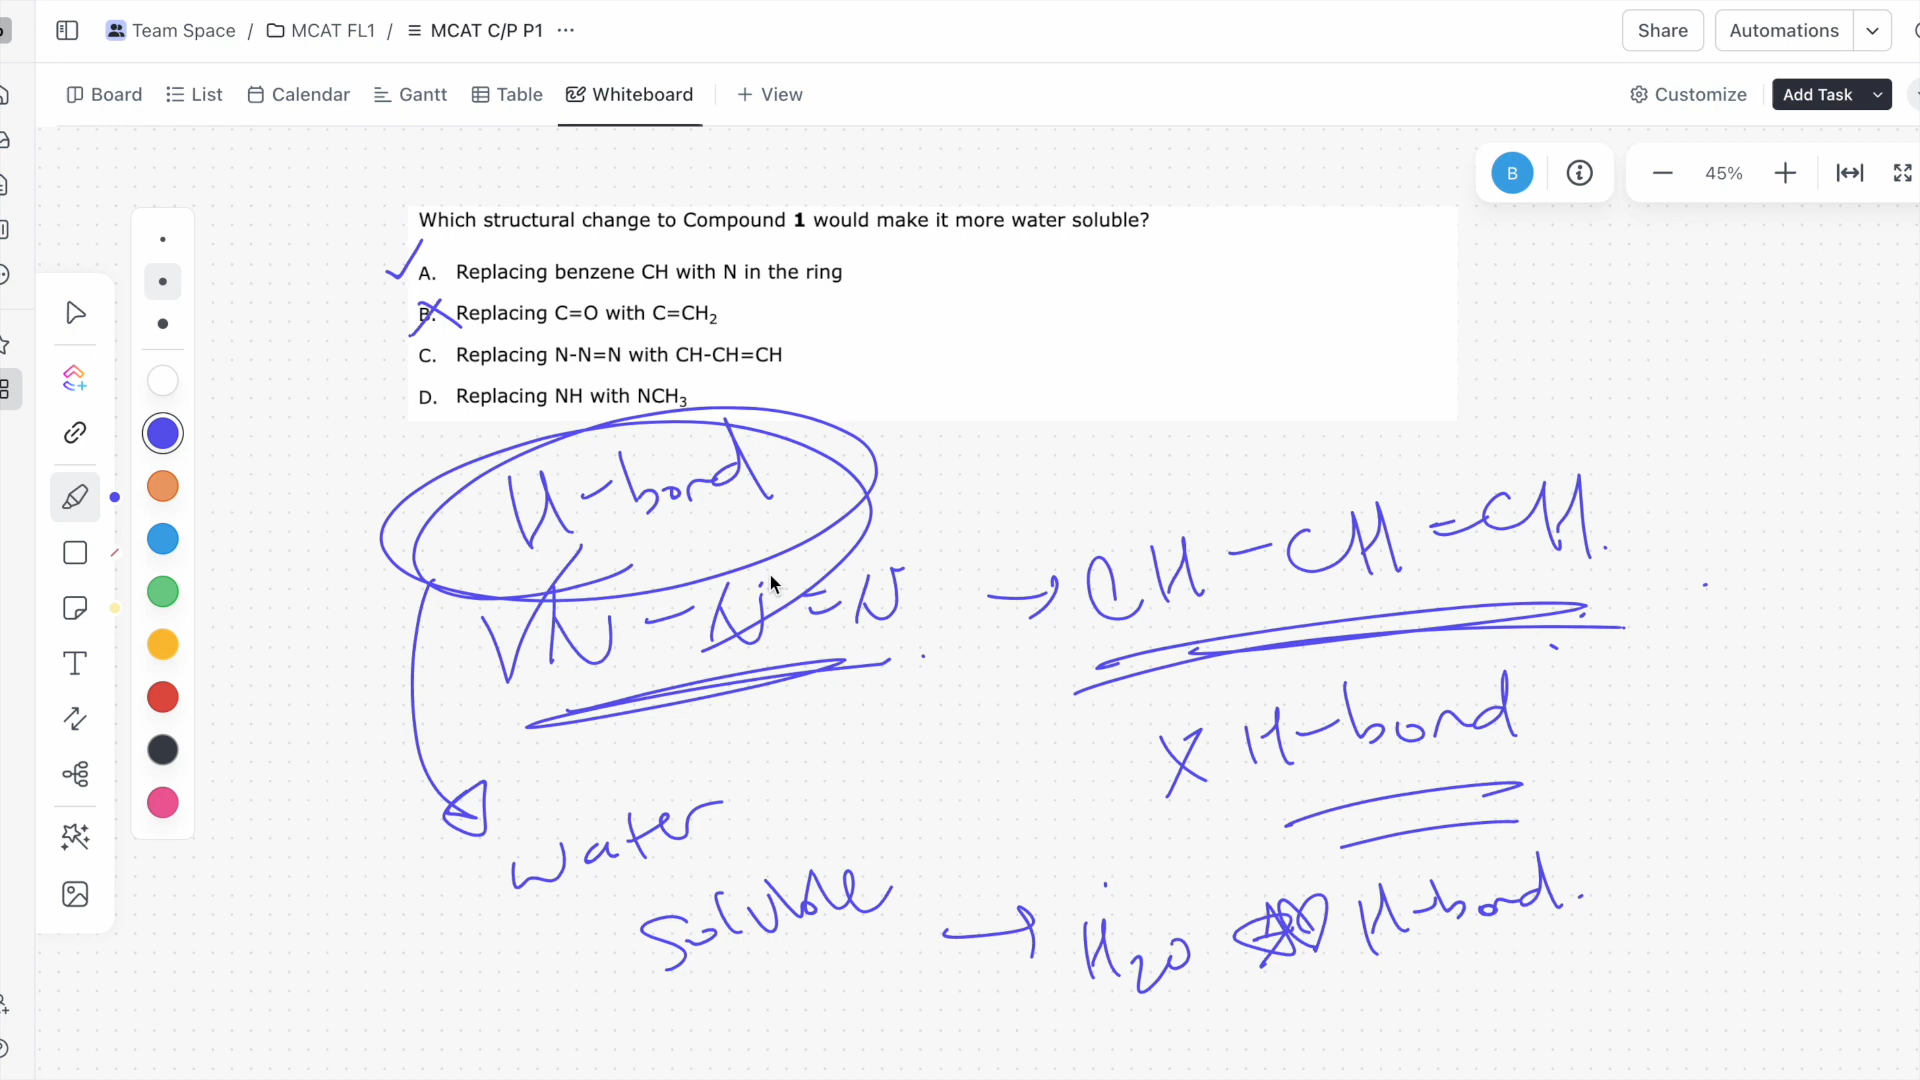 Team Space / MCAT FL1 / MCAT C/P P1 ...
Share
Automations
Board
List
Calendar
Gantt
Table
Whiteboard
+ View
Customize
Add Task
B
45%
Which structural change to Compound 1 would make it more water soluble?
A. Replacing benzene CH with N in the ring
B. Replacing C=O with C=CH₂
C. Replacing N-N=N with CH-CH=CH
D. Replacing NH with NCH₃
H-bond
✓ N-N=N → CH-CH=CH.
X H-bond
water
soluble → H₂O ♡ H-bond.